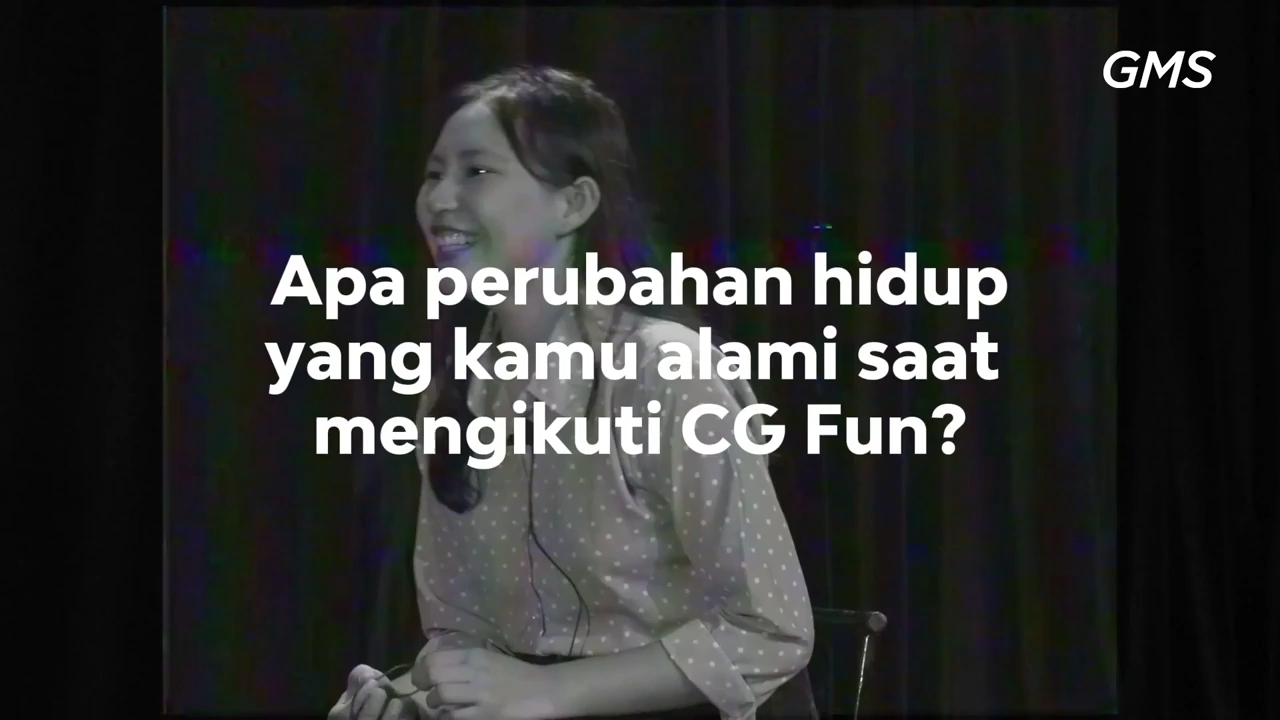 GMS
Apa perubahan hidup
yang kamu alami saat
mengikuti CG Fun?